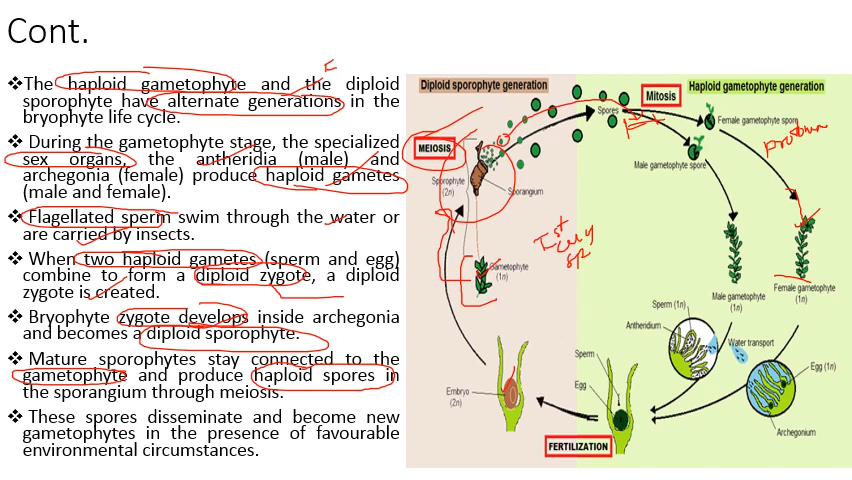 Cont.
❖The haploid gametophyte and the diploid
sporophyte have alternate generations in the
bryophyte life cycle.
❖During the gametophyte stage, the specialized
sex organs, the antheridia (male) and
archegonia (female) produce haploid gametes
(male and female).
❖Flagellated sperm swim through the water or
are carried by insects.
❖When two haploid gametes (sperm and egg)
combine to form a diploid zygote, a diploid
zygote is created.
❖Bryophyte zygote develops inside archegonia
and becomes a diploid sporophyte.
❖Mature sporophytes stay connected to the
gametophyte and produce haploid spores in
the sporangium through meiosis.
❖These spores disseminate and become new
gametophytes in the presence of favourable
environmental circumstances.
Diploid sporophyte generation
Haploid gametophyte generation
Mitosis
Spores
Female gametophyte spore
MEIOSIS
Male gametophyte spore
Sporophyte
(2n)
Sporangium
Gametophyte
(1n)
Male gametophyte
(1n)
Female gametophyte
(1n)
Sperm (1n)
Antheridium
Water transport
Sperm
Egg (1n)
Egg
Embryo
(2n)
Archegonium
FERTILIZATION